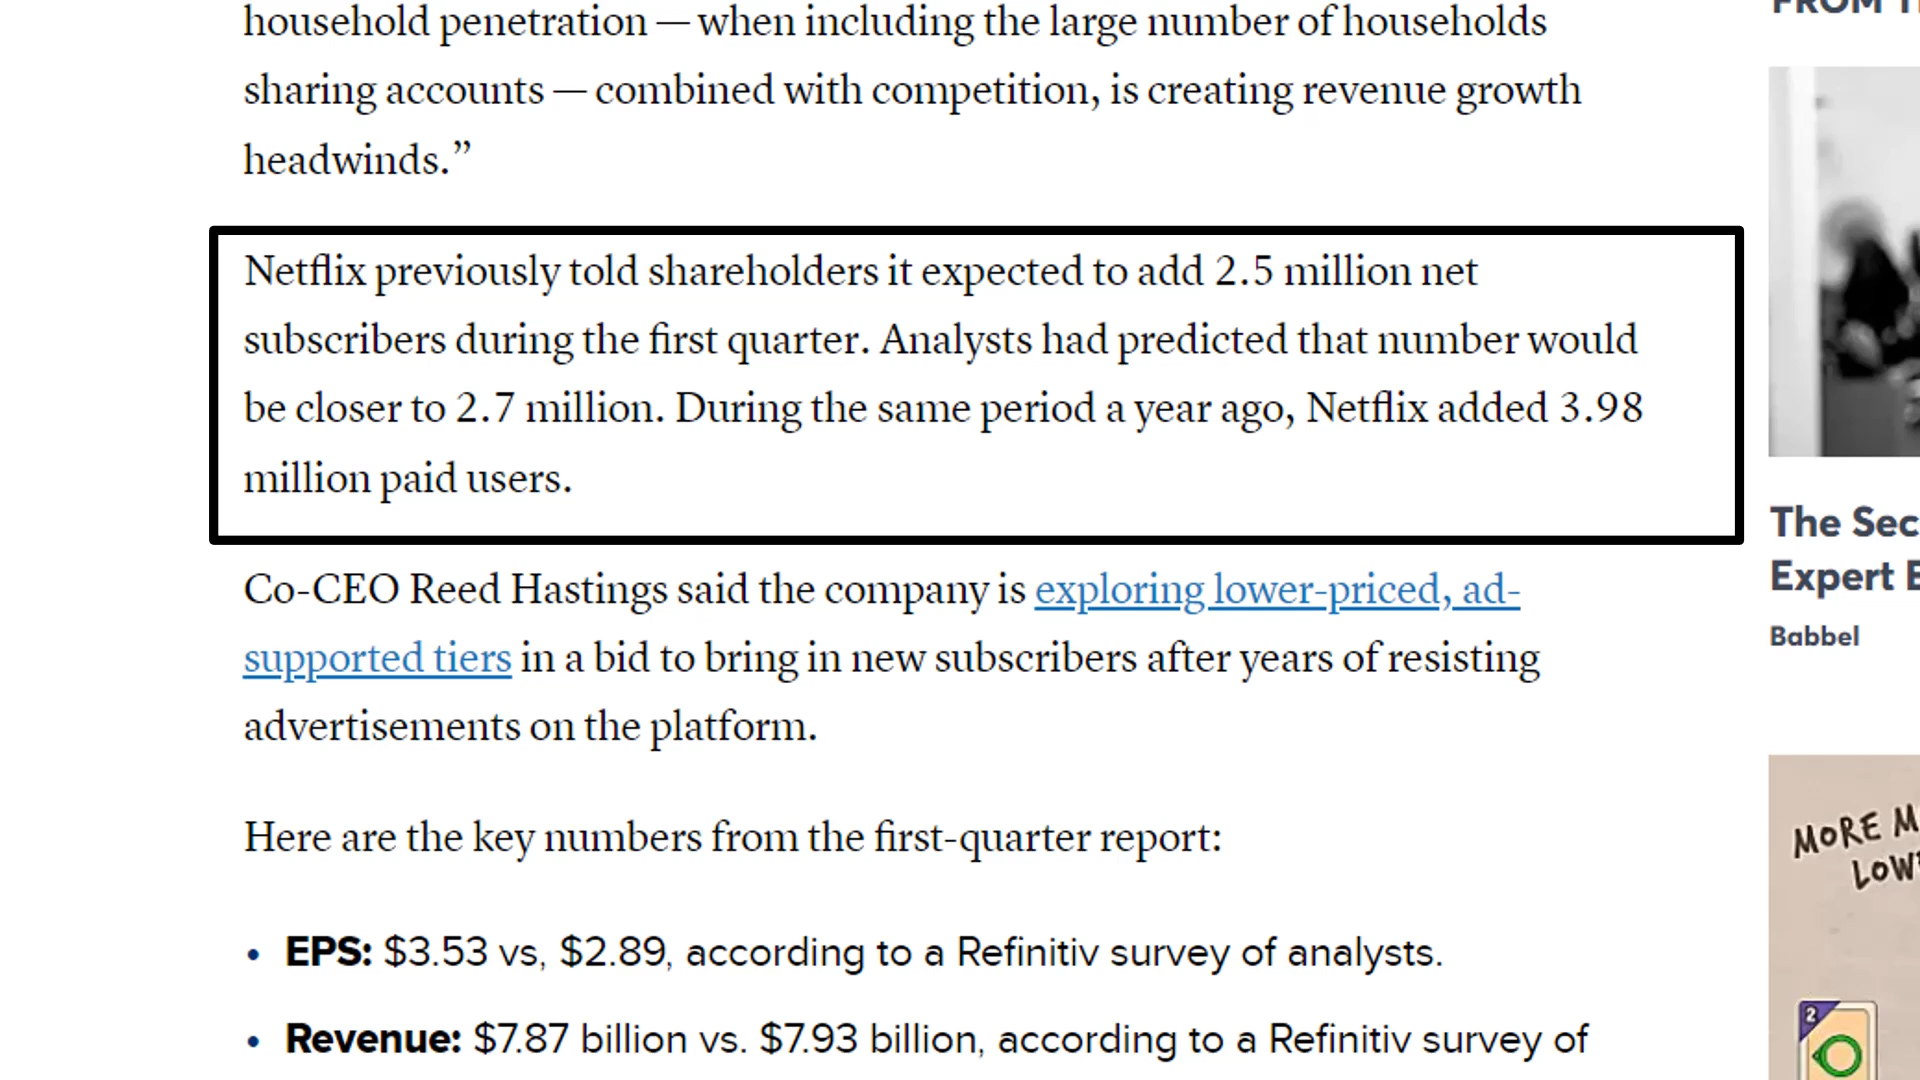 household penetration — when including the large number of households
sharing accounts — combined with competition, is creating revenue growth
headwinds.”
Netflix previously told shareholders it expected to add 2.5 million net
subscribers during the first quarter. Analysts had predicted that number would
be closer to 2.7 million. During the same period a year ago, Netflix added 3.98
million paid users.
Co-CEO Reed Hastings said the company is exploring lower-priced, ad-
supported tiers in a bid to bring in new subscribers after years of resisting
advertisements on the platform.
Here are the key numbers from the first-quarter report:
• EPS: $3.53 vs, $2.89, according to a Refinitiv survey of analysts.
• Revenue: $7.87 billion vs. $7.93 billion, according to a Refinitiv survey of
FROM
The Sec
Expert
Babbel
MORE M
LOW
2